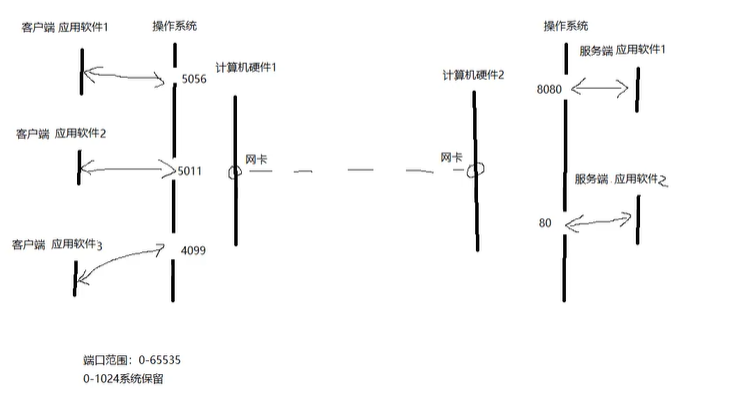 客户端 应用软件1
操作系统
5056
计算机硬件1
客户端 应用软件2
5011
网卡
客户端 应用软件3
4099
计算机硬件2
网卡
操作系统
服务端 应用软件1
8080
服务端 应用软件2
80
端口范围：0-65535
0-1024系统保留